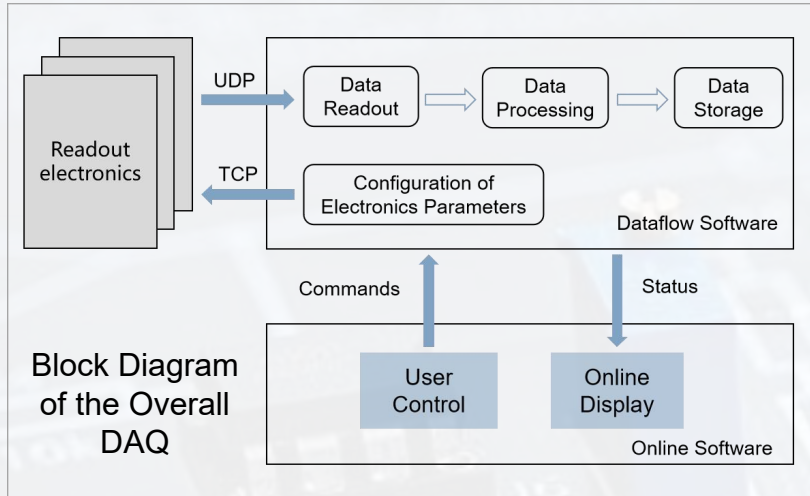 Readout
electronics
UDP
TCP
Data
Readout
Data
Processing
Data
Storage
Configuration of
Electronics Parameters
Dataflow Software
Commands
Status
Block Diagram
of the Overall
DAQ
User
Control
Online
Display
Online Software